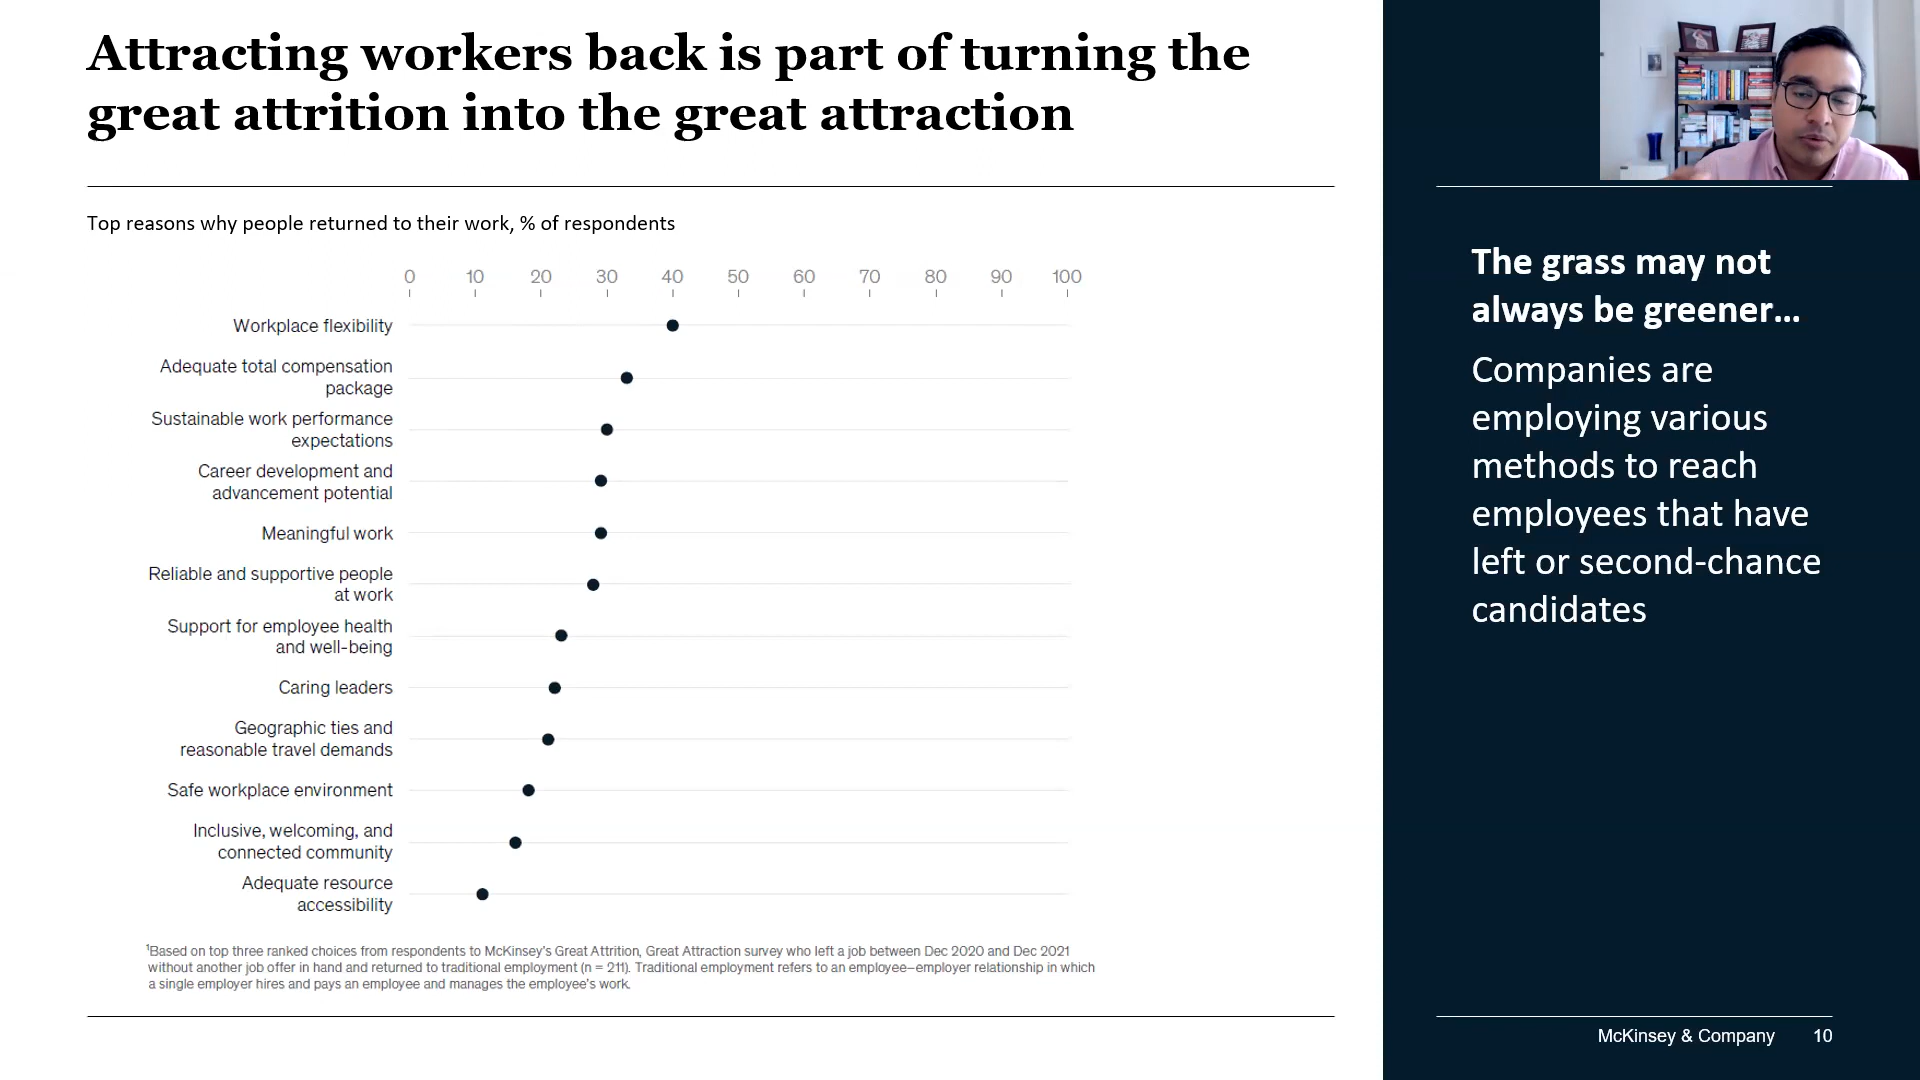 Attracting workers back is part of turning the
great attrition into the great attraction
Top reasons why people returned to their work, % of respondents
0 10 20 30 40 50 60 70 80 90 100
Workplace flexibility
Adequate total compensation
package
Sustainable work performance
expectations
Career development and
advancement potential
Meaningful work
Reliable and supportive people
at work
Support for employee health
and well-being
Caring leaders
Geographic ties and
reasonable travel demands
Safe workplace environment
Inclusive, welcoming, and
connected community
Adequate resource
accessibility
¹Based on top three ranked choices from respondents to McKinsey’s Great Attrition, Great Attraction survey who left a job between Dec 2020 and Dec 2021
without another job offer in hand and returned to traditional employment (n = 211). Traditional employment refers to an employee–employer relationship in which
a single employer hires and pays an employee and manages the employee’s work.
The grass may not
always be greener…
Companies are
employing various
methods to reach
employees that have
left or second-chance
candidates
McKinsey & Company 10